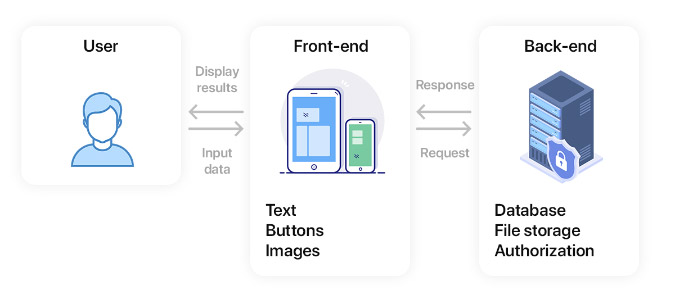 User
Front-end
Back-end
Display
results
Input
data
Response
Request
Text
Buttons
Images
Database
File storage
Authorization